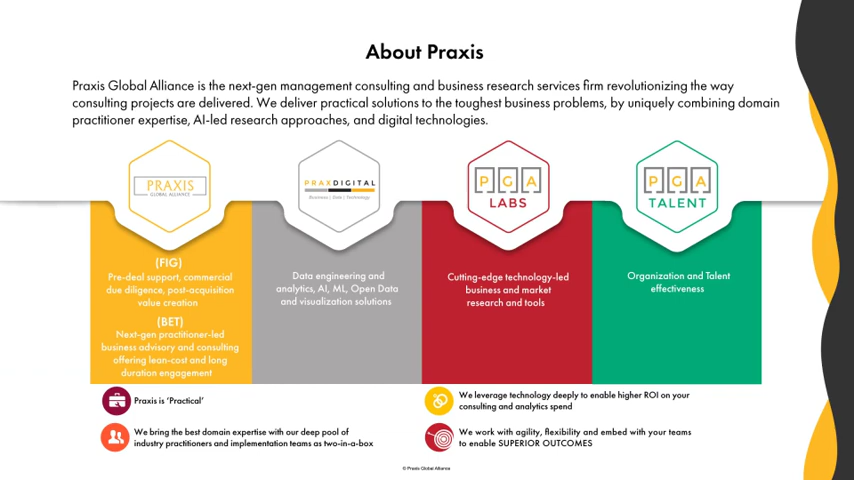 About Praxis
Praxis Global Alliance is the next-gen management consulting and business research services firm revolutionizing the way
consulting projects are delivered. We deliver practical solutions to the toughest business problems, by uniquely combining domain
practitioner expertise, AI-led research approaches, and digital technologies.
PRAXIS
GLOBAL ALLIANCE
(FIG)
Pre-deal support, commercial
due diligence, post-acquisition
value creation
(BET)
Next-gen practitioner-led
business advisory and consulting
offering lean-cost and long
duration engagement
PRAXDIGITAL
Business | Data | Technology
Data engineering and
analytics, AI, ML, Open Data
and visualization solutions
PGA
LABS
Cutting-edge technology-led
business and market
research and tools
PGA
TALENT
Organization and Talent
effectiveness
Praxis is ‘Practical’
We bring the best domain expertise with our deep pool of
industry practitioners and implementation teams as two-in-a-box
We leverage technology deeply to enable higher ROI on your
consulting and analytics spend
We work with agility, flexibility and embed with your teams
to enable SUPERIOR OUTCOMES
© Praxis Global Alliance